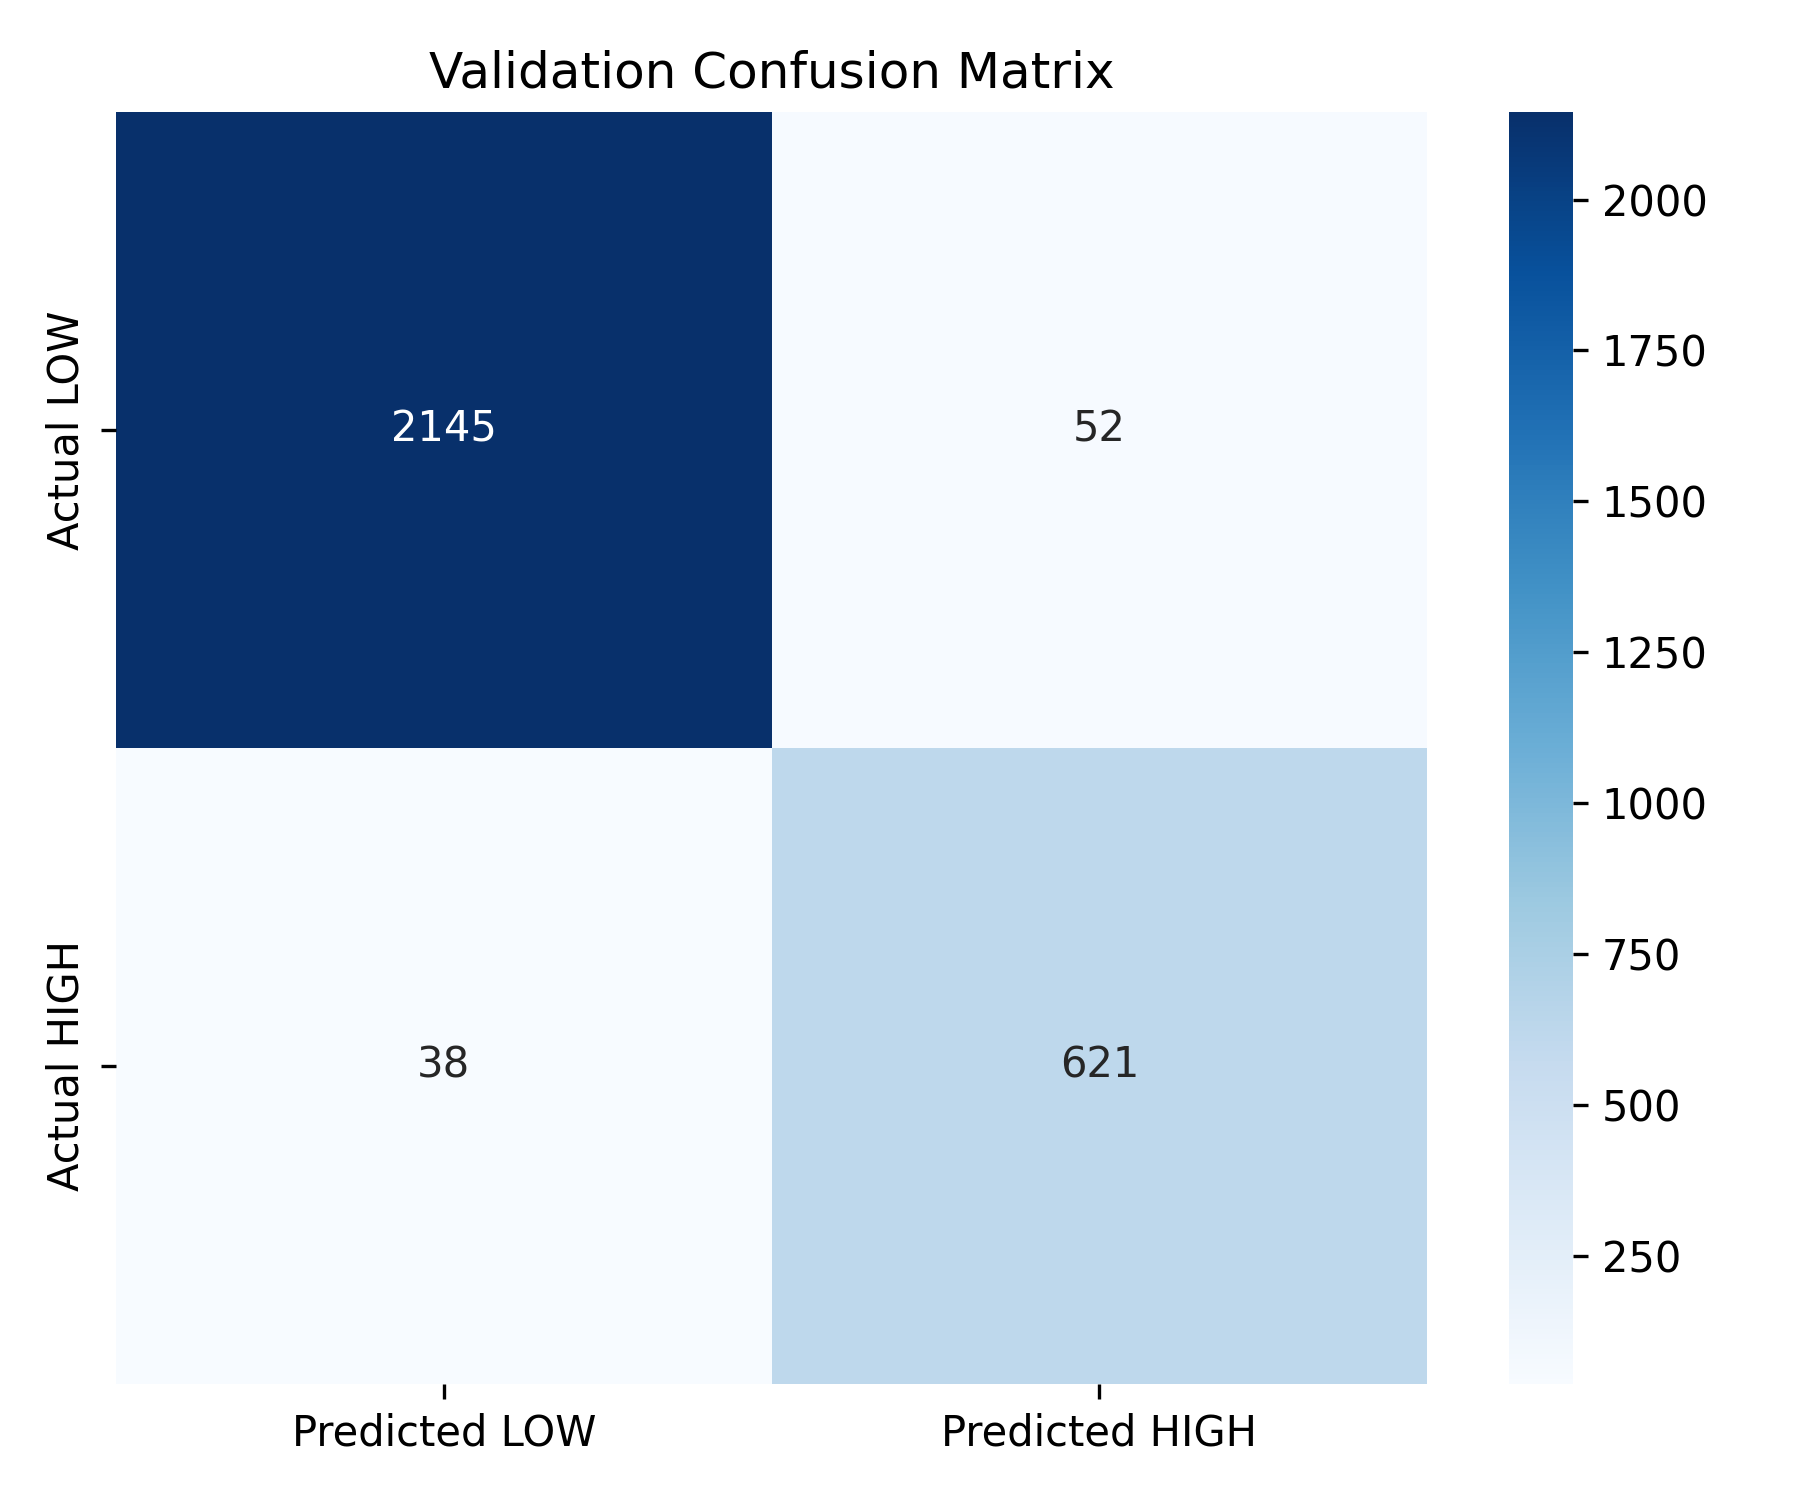 Validation Confusion Matrix
Actual LOW
2145
52
Actual HIGH
38
621
Predicted LOW
Predicted HIGH
2000
1750
1500
1250
1000
750
500
250